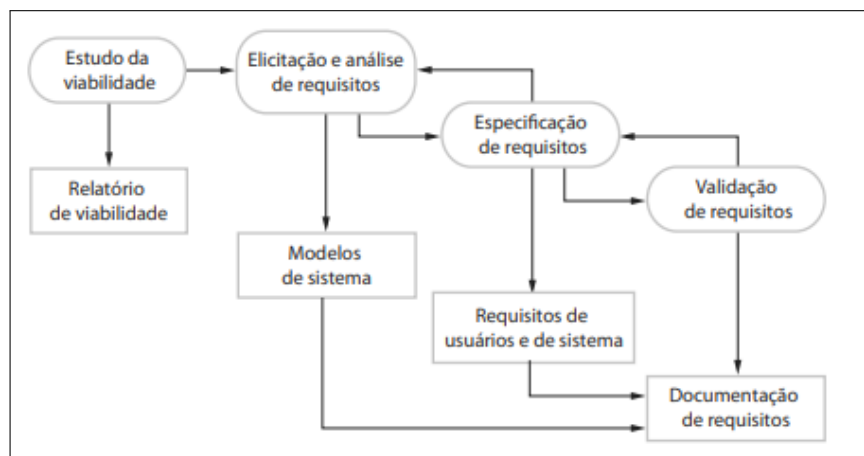 Estudo da
viabilidade
Elicitação e análise
de requisitos
Especificação
de requisitos
Validação
de requisitos
Relatório
de viabilidade
Modelos
de sistema
Requisitos de
usuários e de sistema
Documentação
de requisitos